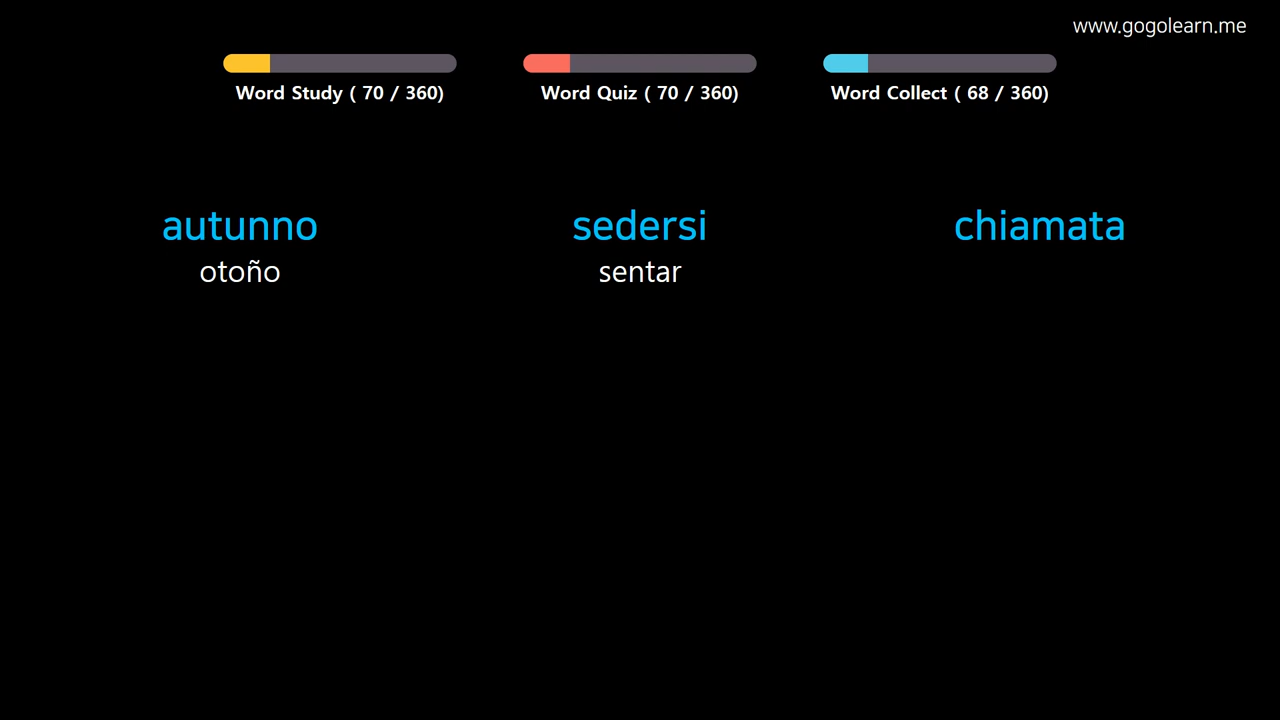 www.gogolearn.me
Word Study ( 70 / 360)
Word Quiz ( 70 / 360)
Word Collect ( 68 / 360)
autunno
otoño
sedersi
sentar
chiamata